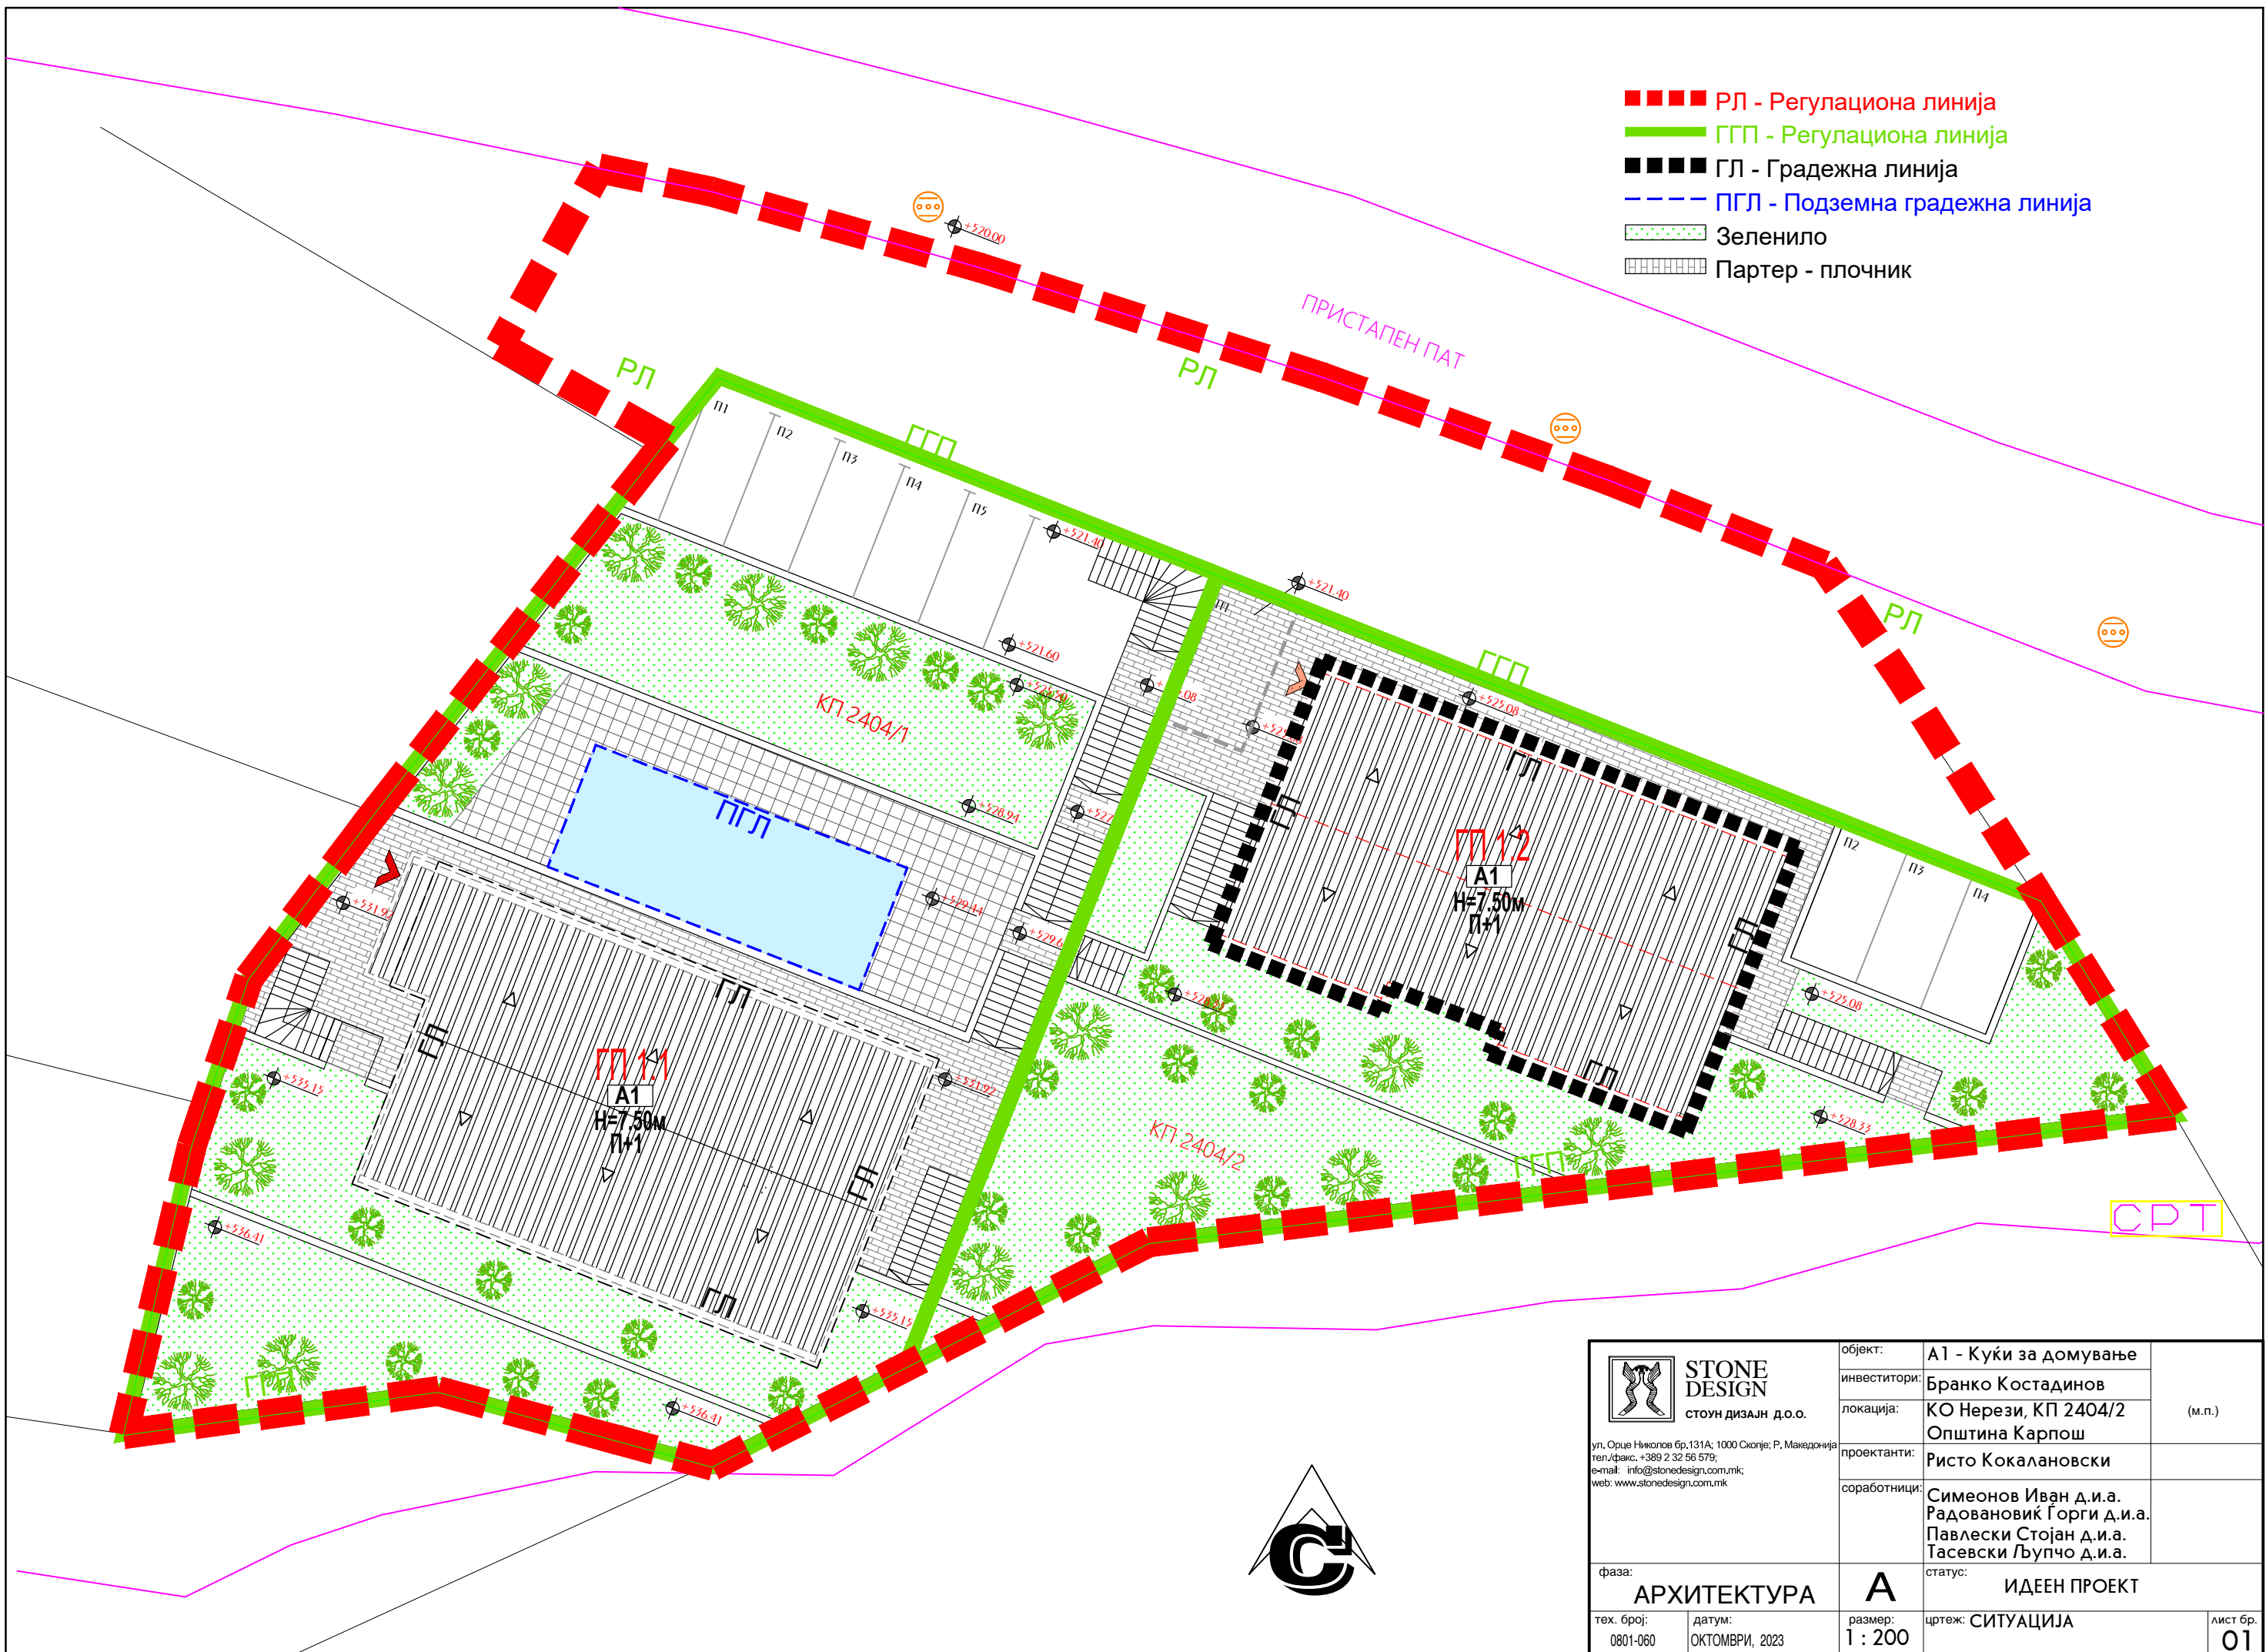 РЛ - Регулациона линија
ГГП - Регулациона линија
ГЛ - Градежна линија
ПГЛ - Подземна градежна линија
Зеленило
Партер - плочник
+520.00
ПРИСТАПЕН ПАТ
РЛ
РЛ
РЛ
ГГП
П1
П2
П3
П4
П5
+521.40
+521.60
П1
+521.40
ГГП
+525.08
КП 2404/1
+528.94
ПГЛ
+529.44
+531.92
ГЛ
ГЛ
ГП 1.1
А1
Н=7.50м
П+1
ГЛ
ГЛ
+531.92
+535.15
+536.41
+535.15
+536.41
ГГП
ГЛ
ГЛ
ГП 1.2
А1
Н=7.50м
П+1
ГЛ
ГЛ
П2
П3
П4
+525.08
+528.33
КП 2404/2
ГГП
СРТ
STONE
DESIGN
СТОУН ДИЗАЈН Д.О.О.
ул. Орце Николов бр.131А; 1000 Скопје; Р. Македонија
тел./факс. +389 2 32 56 579;
e-mail: info@stonedesign.com.mk;
web: www.stonedesign.com.mk
објект: А1 - Куќи за домување
инвеститори: Бранко Костадинов
локација: КО Нерези, КП 2404/2
Општина Карпош
(м.п.)
проектанти: Ристо Кокалановски
соработници: Симеонов Иван д.и.а.
Радовановиќ Ѓорги д.и.а.
Павлески Стојан д.и.а.
Тасевски Љупчо д.и.а.
фаза: АРХИТЕКТУРА
А
статус: ИДЕЕН ПРОЕКТ
тех. број: 0801-060
датум: ОКТОМВРИ, 2023
размер: 1 : 200
цртеж: СИТУАЦИЈА
лист бр. 01